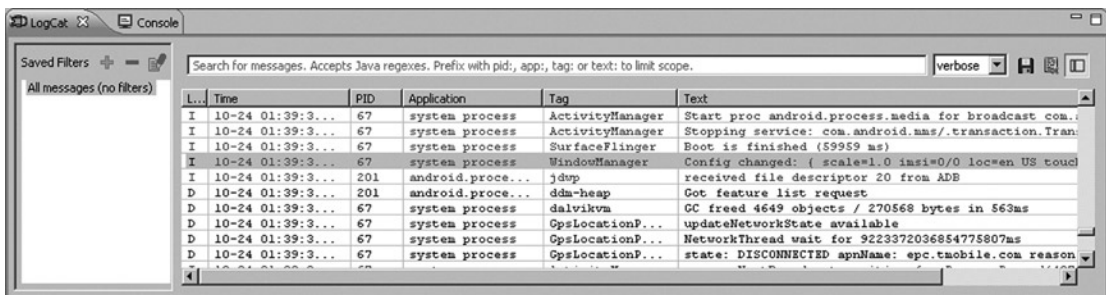 LogCat Console
Saved Filters
All messages (no filters)
Search for messages. Accepts Java regexes. Prefix with pid:, app:, tag: or text: to limit scope. verbose
L... Time PID Application Tag Text
I 10-24 01:39:3... 67 system process ActivityManager Start proc android.process.media for broadcast com.
I 10-24 01:39:3... 67 system process ActivityManager Stopping service: com.android.mms/.transaction.Tran
I 10-24 01:39:3... 67 system process SurfaceFlinger Boot is finished (59959 ms)
I 10-24 01:39:3... 67 system process WindowManager Config changed: { scale=1.0 imsi=0/0 loc=en US touc
I 10-24 01:39:3... 201 android.proce... jdwp received file descriptor 20 from ADB
D 10-24 01:39:3... 201 android.proce... ddm-heap Got feature list request
D 10-24 01:39:3... 67 system process dalvikvm GC freed 4649 objects / 270568 bytes in 563ms
D 10-24 01:39:3... 67 system process GpsLocationP... updateNetworkState available
D 10-24 01:39:3... 67 system process GpsLocationP... NetworkThread wait for 9223372036854775807ms
D 10-24 01:39:3... 67 system process GpsLocationP... state: DISCONNECTED apnName: epc.tmobile.com reason